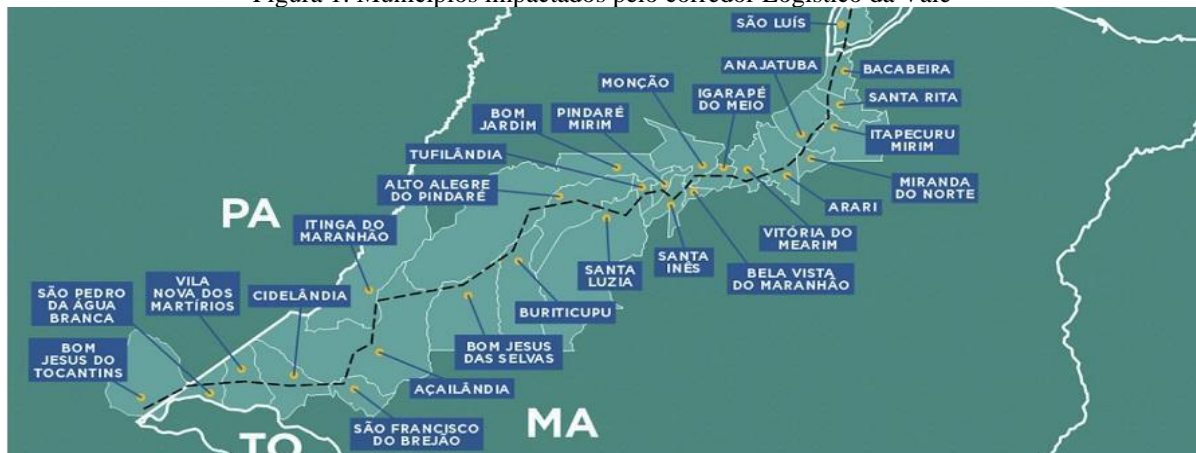 Figura 1: Municípios impactados pelo corredor Logístico da Vale
SÃO LUÍS
ANAJATUBA
BACABEIRA
MONÇÃO
IGARAPÉ
DO MEIO
SANTA RITA
BOM
JARDIM
PINDARÉ
MIRIM
ITAPECURU
MIRIM
TUFILÂNDIA
MIRANDA
DO NORTE
ALTO ALEGRE
DO PINDARÉ
ARARI
PA
ITINGA DO
MARANHÃO
VITÓRIA DO
MEARIM
SANTA
INÊS
SANTA
LUZIA
BELA VISTA
DO MARANHÃO
VILA
NOVA DOS
MARTÍRIOS
SÃO PEDRO
DA ÁGUA
BRANCA
CIDELÂNDIA
BURITICUPU
BOM
JESUS DO
TOCANTINS
BOM JESUS
DAS SELVAS
AÇAILÂNDIA
SÃO FRANCISCO
DO BREJÃO
MA
TO